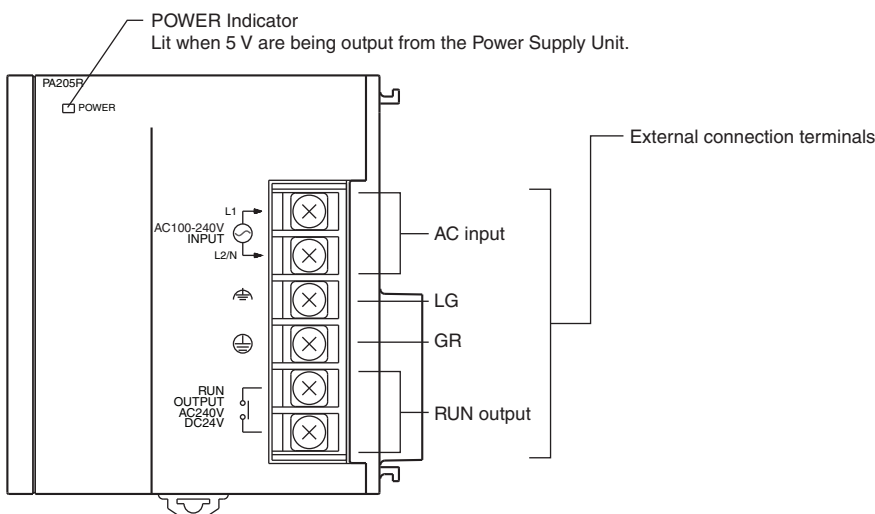 POWER Indicator
Lit when 5 V are being output from the Power Supply Unit.
PA205R
POWER
External connection terminals
L1
AC100-240V
INPUT
L2/N
AC input
LG
GR
RUN
OUTPUT
AC240V
DC24V
RUN output